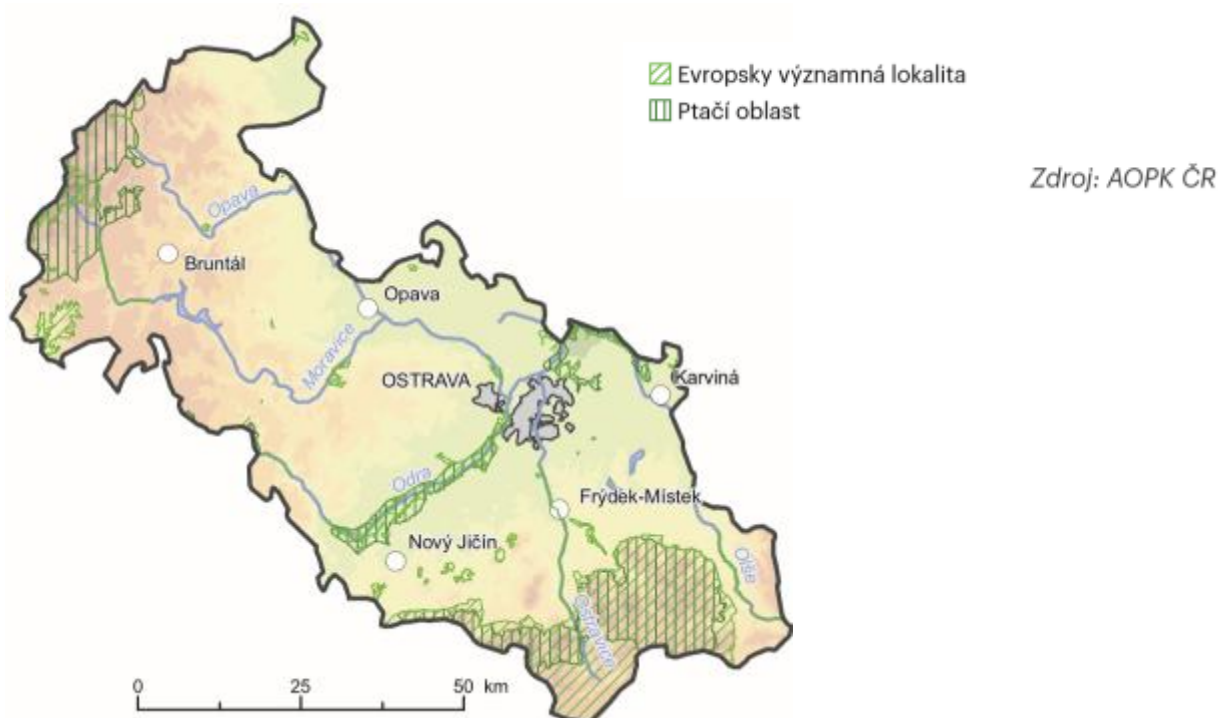 Evropsky významná lokalita
Ptačí oblast
Zdroj: AOPK ČR
Opava
Bruntál
Opava
Moravice
OSTRAVA
Karviná
Odra
Frýdek-Místek
Nový Jičín
Olše
Ostravice
0 25 50 km